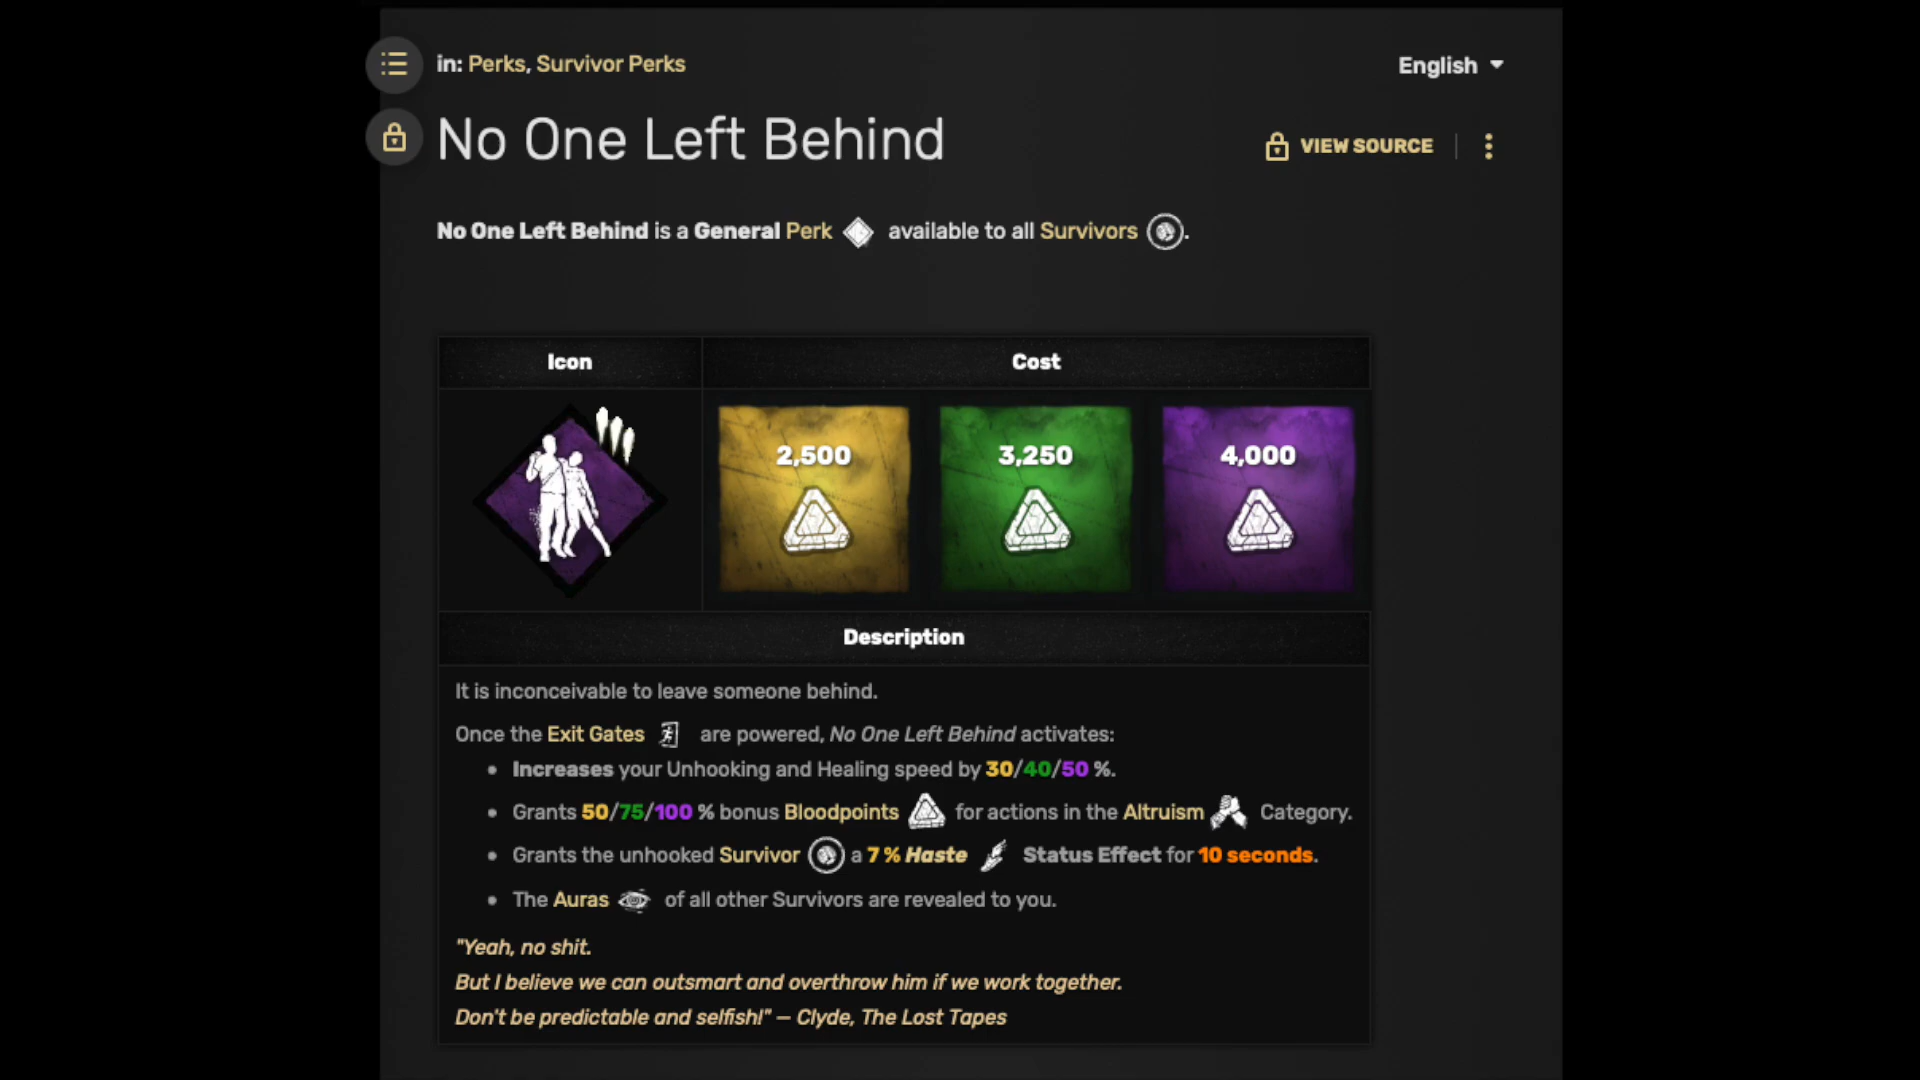 in: Perks, Survivor Perks
English
No One Left Behind
VIEW SOURCE
No One Left Behind is a General Perk available to all Survivors .
Icon
Cost
2,500
3,250
4,000
Description
It is inconceivable to leave someone behind.
Once the Exit Gates are powered, No One Left Behind activates:
• Increases your Unhooking and Healing speed by 30/40/50 %.
• Grants 50/75/100 % bonus Bloodpoints for actions in the Altruism Category.
• Grants the unhooked Survivor a 7 % Haste Status Effect for 10 seconds.
• The Auras of all other Survivors are revealed to you.
"Yeah, no shit.
But I believe we can outsmart and overthrow him if we work together.
Don't be predictable and selfish!" — Clyde, The Lost Tapes